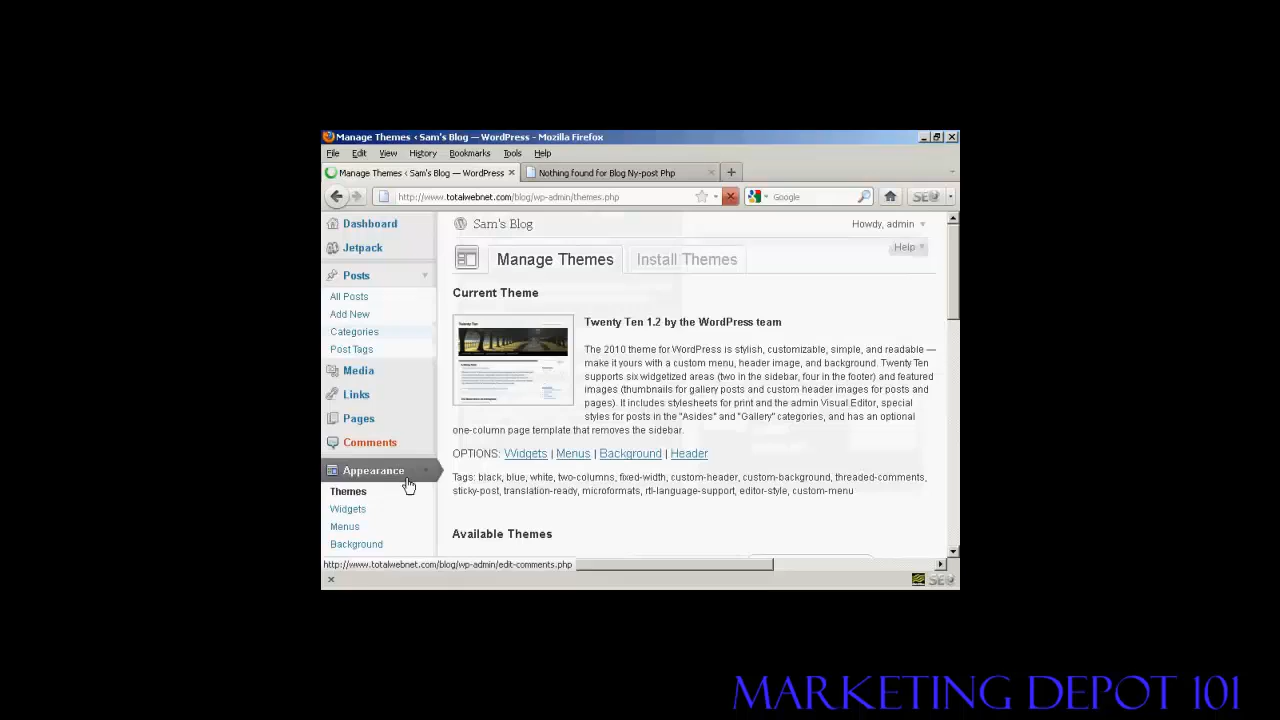 Manage Themes ‹ Sam's Blog — WordPress - Mozilla Firefox
File Edit View History Bookmarks Tools Help
Manage Themes ‹ Sam's Blog — WordPress × Nothing found for Blog Ny-post Php × +
http://www.totalwebnet.com/blog/wp-admin/themes.php Google SEO
Dashboard
Jetpack
Posts
All Posts
Add New
Categories
Post Tags
Media
Links
Pages
Comments
Appearance
Themes
Widgets
Menus
Background
Sam's Blog Howdy, admin
Help
Manage Themes Install Themes
Current Theme
Twenty Ten
Twenty Ten 1.2 by the WordPress team
The 2010 theme for WordPress is stylish, customizable, simple, and readable —
make it yours with a custom menu, header image, and background. Twenty Ten
supports six widgetized areas (two in the sidebar, four in the footer) and featured
images (thumbnails for gallery posts and custom header images for posts and
pages). It includes stylesheets for print and the admin Visual Editor, special
styles for posts in the "Asides" and "Gallery" categories, and has an optional
one-column page template that removes the sidebar.
OPTIONS: Widgets | Menus | Background | Header
Tags: black, blue, white, two-columns, fixed-width, custom-header, custom-background, threaded-comments,
sticky-post, translation-ready, microformats, rtl-language-support, editor-style, custom-menu
Available Themes
http://www.totalwebnet.com/blog/wp-admin/edit-comments.php
× SEO
MARKETING DEPOT 101